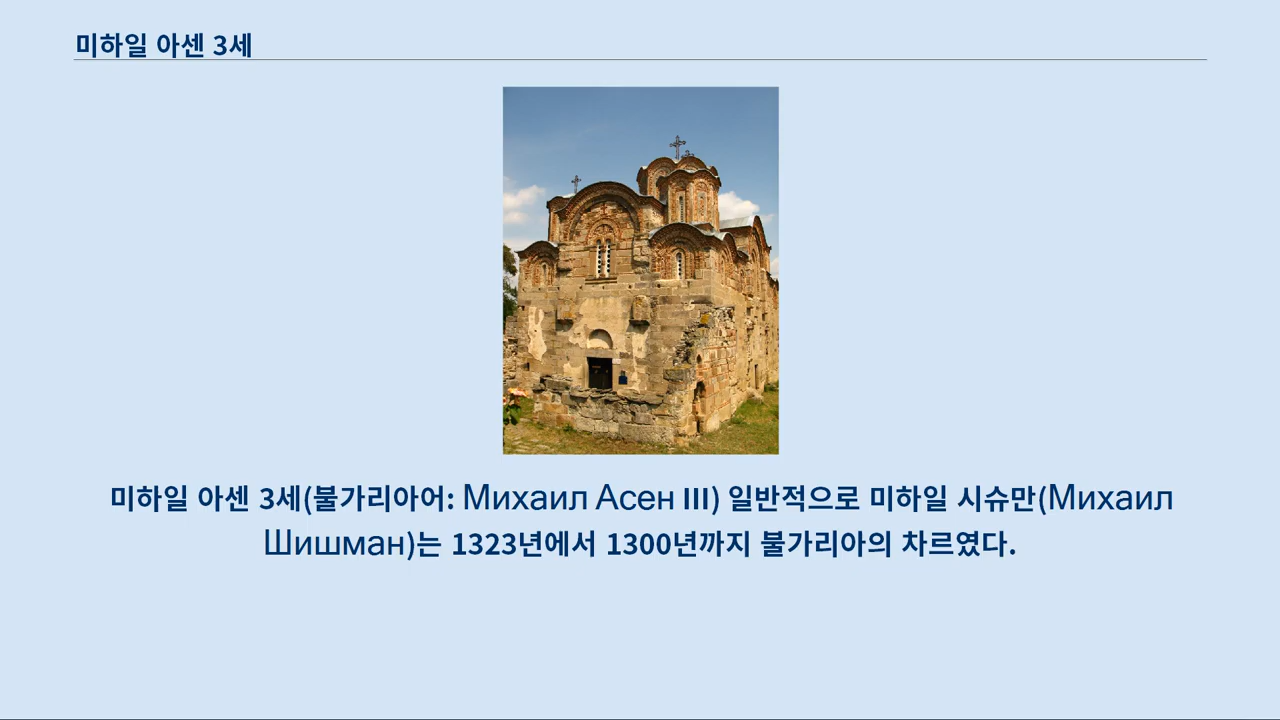 미하일 아센 3세
미하일 아센 3세(불가리아어: Михаил Асен III) 일반적으로 미하일 시슈만(Михаил
Шишман)는 1323년에서 1300년까지 불가리아의 차르였다.